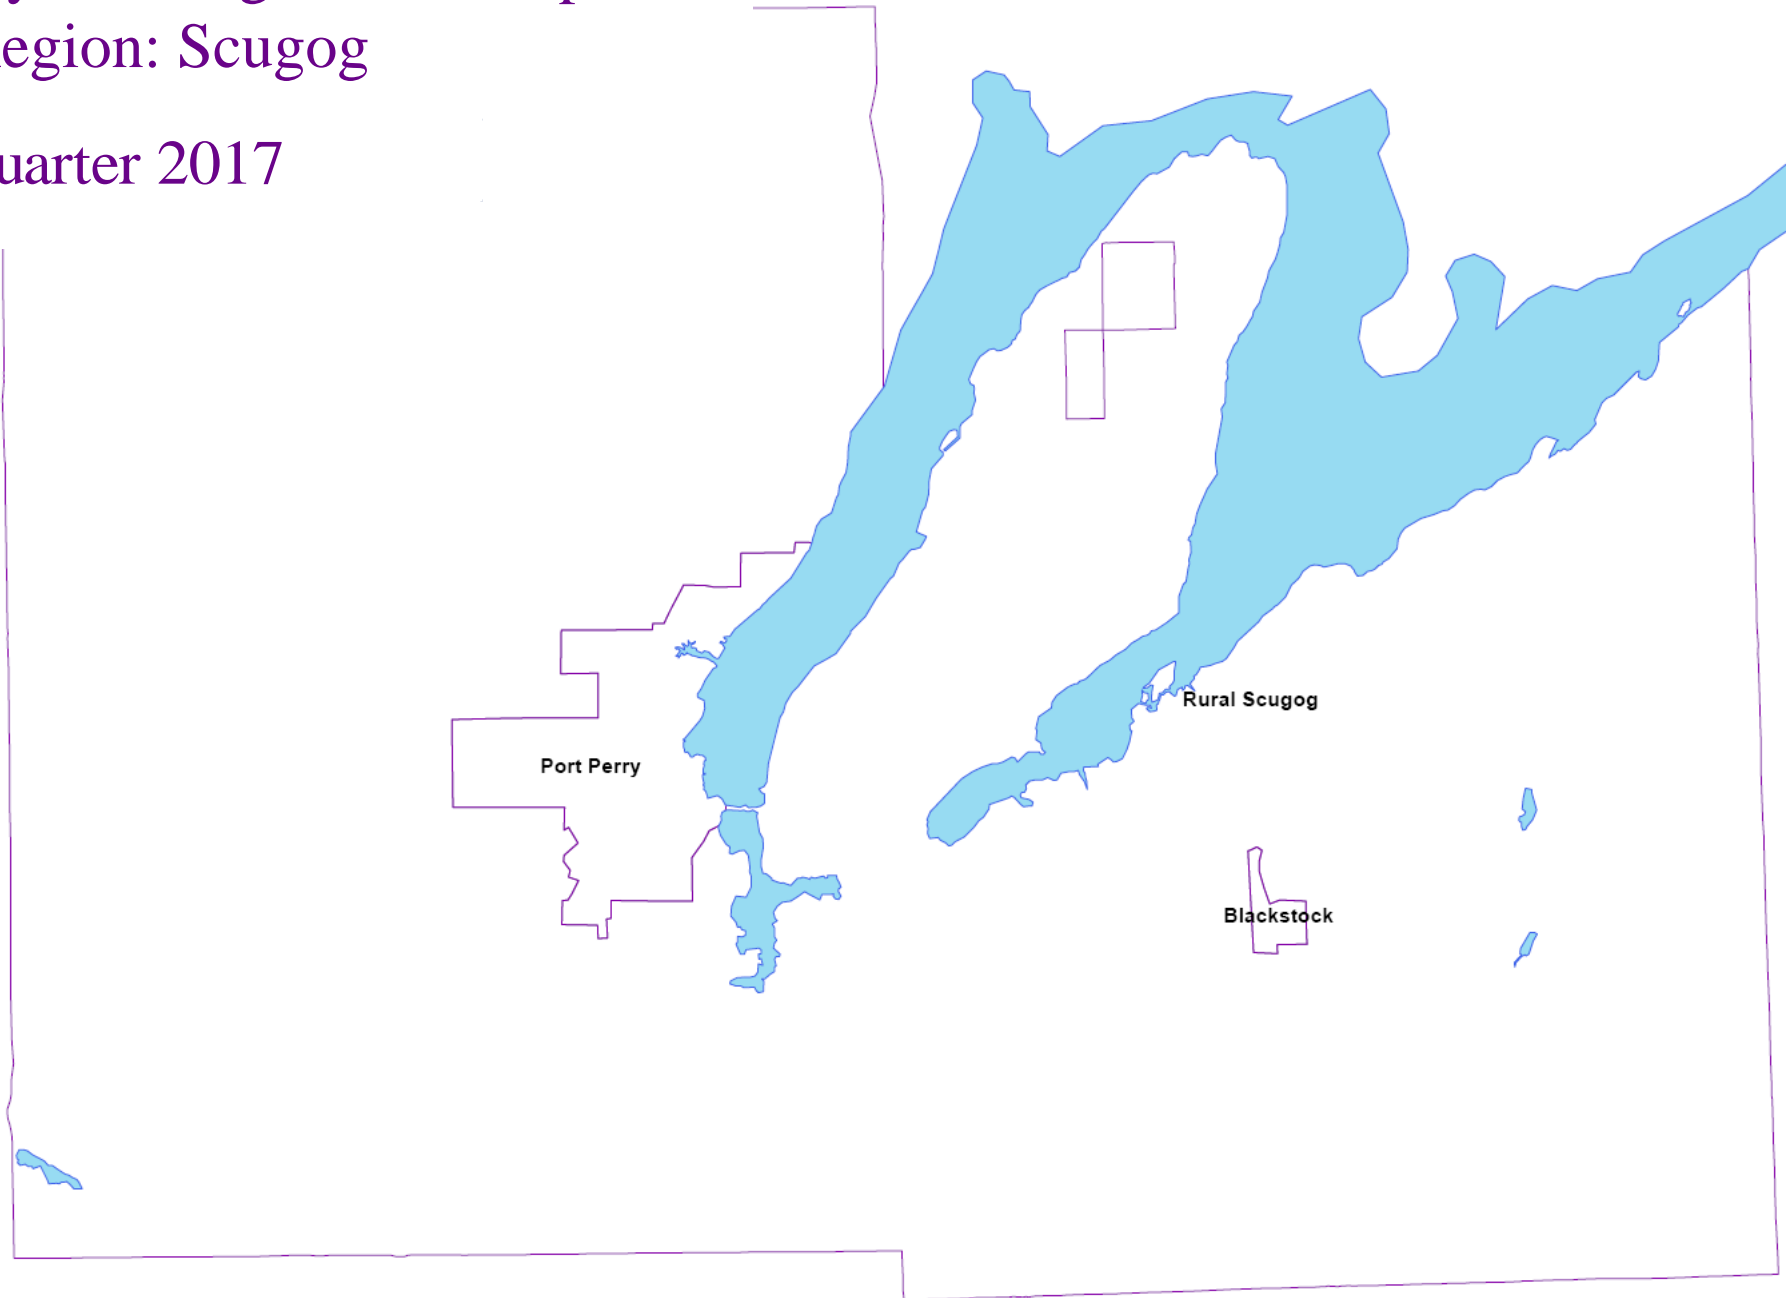 egion: Scugog
uarter 2017
Rural Scugog
Port Perry
Blackstock